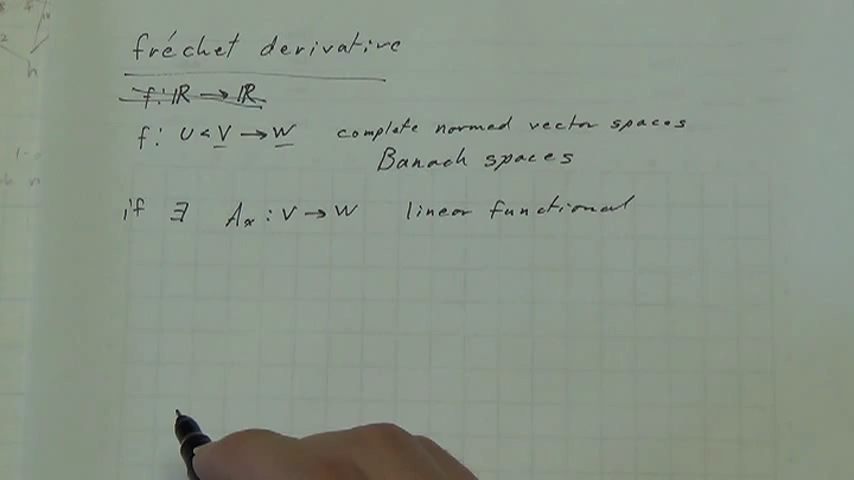 fréchet derivative
f: ℝ → ℝ
f: U < V → W complete normed vector spaces
Banach spaces
if ∃ Aₓ : V → W linear functional